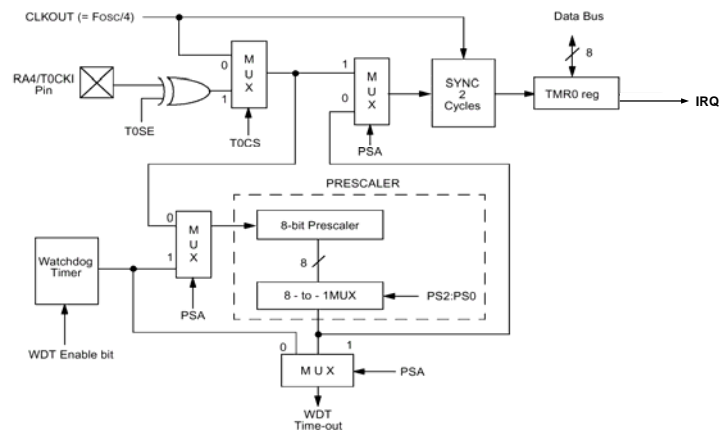 CLKOUT (= Fosc/4)
Data Bus
8
RA4/T0CKI
Pin
0
1
M
U
X
T0SE
T0CS
1
0
M
U
X
PSA
SYNC
2
Cycles
TMR0 reg
IRQ
PRESCALER
8-bit Prescaler
8
8 - to - 1MUX
PS2:PS0
Watchdog
Timer
0
1
M
U
X
PSA
WDT Enable bit
0
1
M U X
PSA
WDT
Time-out